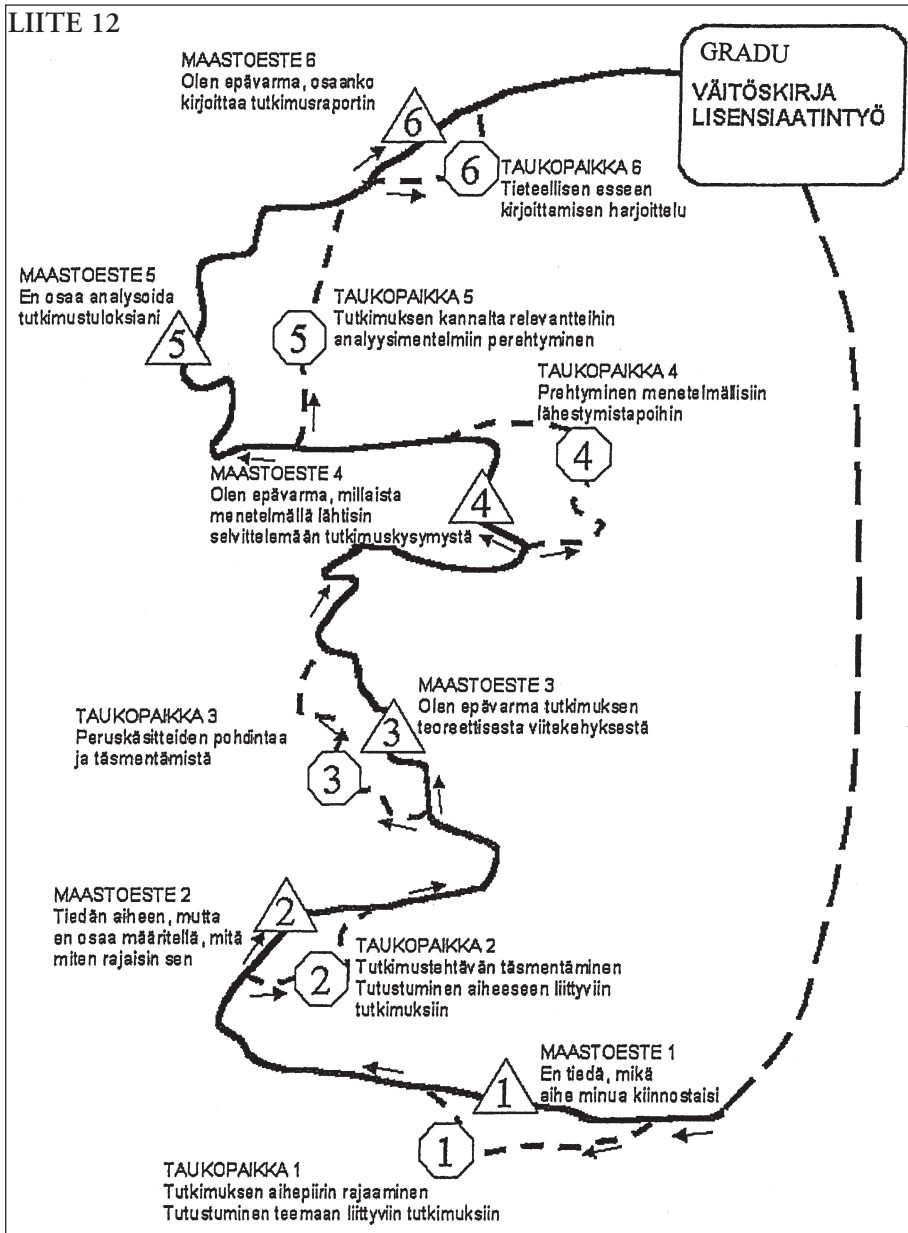 LIITE 12
MAASTOESTE 6
Olen epävarma, osaanko
kirjoittaa tutkimusraportin
6
GRADU
VÄITÖSKIRJA
LISENSIAATINTYÖ
6
TAUKOPAIKKA 6
Tieteellisen esseen
kirjoittamisen harjoittelu
MAASTOESTE 5
En osaa analysoida
tutkimustuloksiani
5
5
TAUKOPAIKKA 5
Tutkimuksen kannalta relevantteihin
analyysimentelmiin perehtyminen
TAUKOPAIKKA 4
Prehtyminen menetelmällisiin
lähestymistapoihin
4
MAASTOESTE 4
Olen epävarma, millaista
menetelmällä lähtisin
selvittelemään tutkimuskysymystä
4
MAASTOESTE 3
Olen epävarma tutkimuksen
teoreettisesta viitekehyksestä
3
TAUKOPAIKKA 3
Peruskäsitteiden pohdintaa
ja täsmentämistä
3
MAASTOESTE 2
Tiedän aiheen, mutta
en osaa määritellä, mitä
miten rajaisin sen
2
2
TAUKOPAIKKA 2
Tutkimustehtävän täsmentäminen
Tutustuminen aiheeseen liittyviin
tutkimuksiin
MAASTOESTE 1
En tiedä, mikä
aihe minua kiinnostaisi
1
1
TAUKOPAIKKA 1
Tutkimuksen aihepiirin rajaaminen
Tutustuminen teemaan liittyviin tutkimuksiin